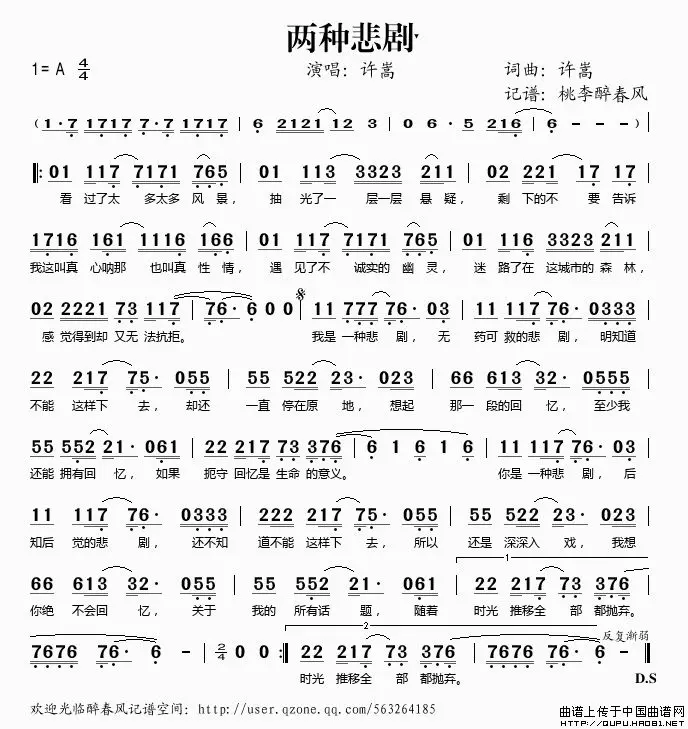 两种悲剧
1=A 4/4 演唱：许嵩 词曲：许嵩
记谱：桃李醉春风
（1·7 1717 7·7 1717 | 6 2121 12 3 | 0 6· 5 216 | 6 - - - ）|
01 117 7171 765 | 01 113 3323 211 | 02 221 17 17 |
看 过了太 多太多 风景， 抽 光了一 层一层 悬疑， 剩 下的不 要 告诉
1716 161 1116 166 | 01 117 7171 765 | 01 116 3323 211 |
我这叫真 心呐那 也叫真 性情， 遇 见了不 诚实的 幽灵， 迷 路了在 这城市的 森林，
02 2221 73 117 | 76· 6 0 0 | 11 777 76· 03 | 11 117 76· 0333 |
感 觉得到却 又无 法抗拒。 我是 一种悲 剧， 无 药可 救的悲 剧， 明知道
22 217 75· 055 | 55 522 23· 023 | 66 613 32· 0555 |
不能 这样下 去， 却还 一直 停在原 地， 想起 那一 段的回 忆， 至少我
55 552 21· 061 | 22 217 73 376 | 6 1 6 1 6 | 11 117 76· 03 |
还能 拥有回 忆， 如果 扼守 回忆是 生命 的意义。 你是 一种悲 剧， 后
11 117 76· 0333 | 222 217 75· 055 | 55 522 23· 023 |
知后 觉的悲 剧， 还不知 道不能 这样下 去， 所以 还是 深深入 戏， 我想
66 613 32· 055 | 55 552 21· 061 | 22 217 73 376 |
你绝 不会回 忆， 关于 我的 所有话 题， 随着 时光 推移全 部 都抛弃。
7676 76· 6 - | 2/4 0 0 :| 22 217 73 376 | 7676 76· 6 - |
反复渐弱
时光 推移全 部 都抛弃。 D.S
欢迎光临醉春风记谱空间：http://user.qzone.qq.com/563264185
曲谱上传于中国曲谱网
HTTP://QUPU.HAO81.NET